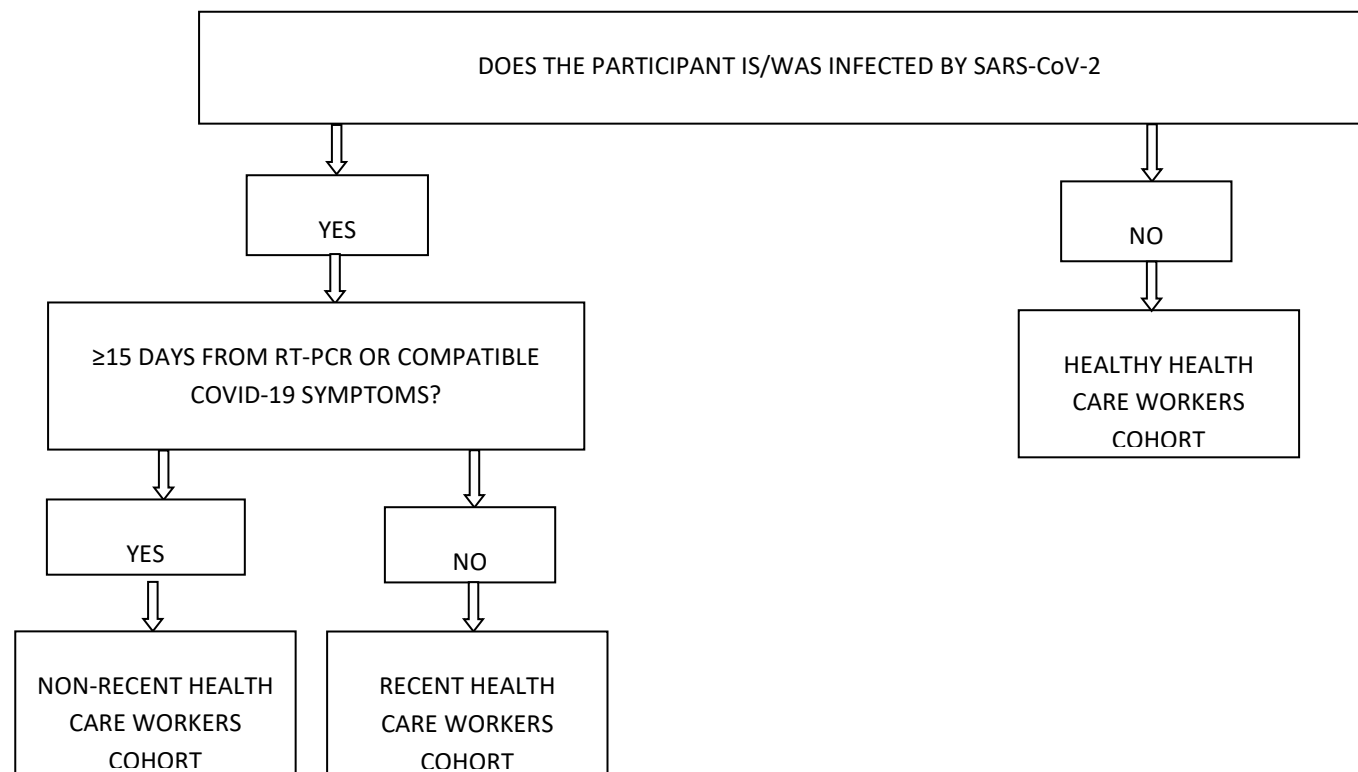 DOES THE PARTICIPANT IS/WAS INFECTED BY SARS-CoV-2
YES
NO
≥15 DAYS FROM RT-PCR OR COMPATIBLE
COVID-19 SYMPTOMS?
HEALTHY HEALTH
CARE WORKERS
COHORT
YES
NO
NON-RECENT HEALTH
CARE WORKERS
COHORT
RECENT HEALTH
CARE WORKERS
COHORT